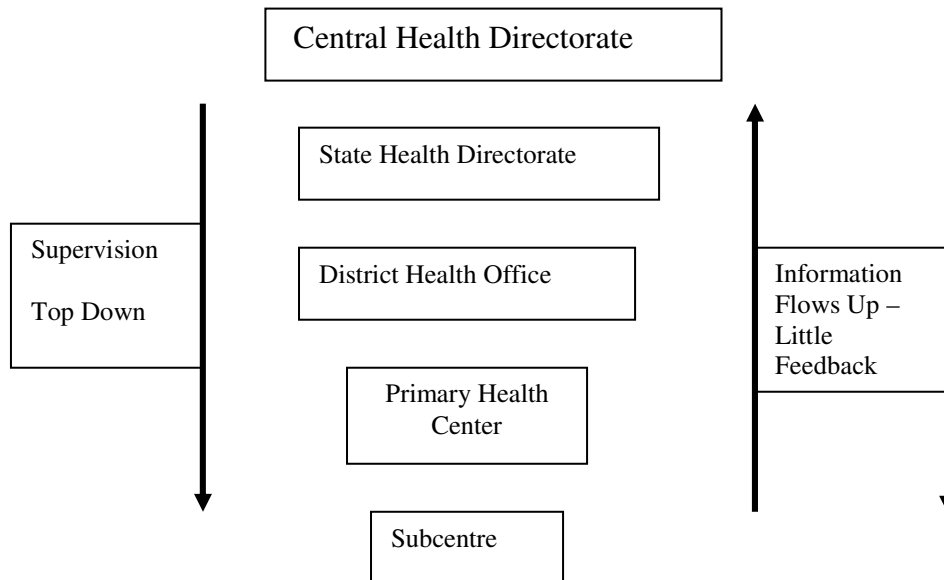 Central Health Directorate
State Health Directorate
Supervision
Top Down
District Health Office
Information
Flows Up –
Little
Feedback
Primary Health
Center
Subcentre